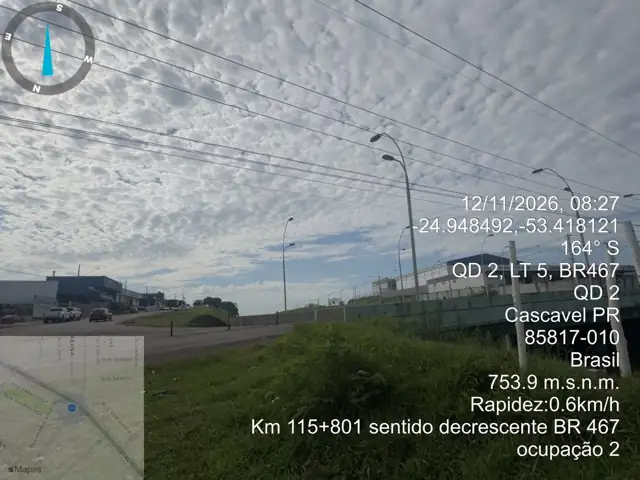 S
E
W
N
12/11/2026, 08:27
-24.948492,-53.418121
164° S
QD 2, LT 5, BR467
QD 2
Cascavel PR
85817-010
Brasil
753.9 m.s.n.m.
Rapidez:0.6km/h
Km 115+801 sentido decrescente BR 467
ocupação 2
Mapas